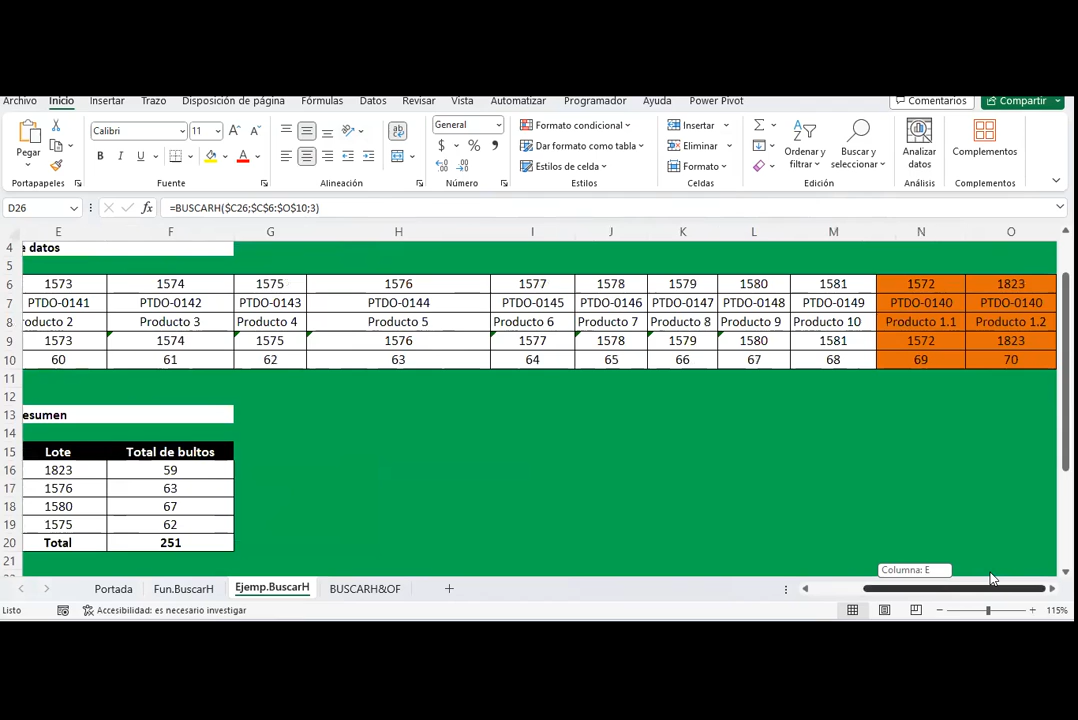 Archivo Inicio Insertar Trazo Disposición de página Fórmulas Datos Revisar Vista Automatizar Programador Ayuda Power Pivot Comentarios Compartir
Pegar
Portapapeles
Calibri 11
N K S
Fuente
ab
Alineación
General
$ % 000
Número
Formato condicional
Dar formato como tabla
Estilos de celda
Estilos
Insertar
Eliminar
Formato
Celdas
Ordenar y filtrar
Buscar y seleccionar
Edición
Analizar datos
Análisis
Complementos
Complementos
D26 fx =BUSCARH($C26;$C$6:$O$10;3)
E F G H I J K L M N O
4 e datos
5
6 1573 1574 1575 1576 1577 1578 1579 1580 1581 1572 1823
7 PTDO-0141 PTDO-0142 PTDO-0143 PTDO-0144 PTDO-0145 PTDO-0146 PTDO-0147 PTDO-0148 PTDO-0149 PTDO-0140 PTDO-0140
8 roducto 2 Producto 3 Producto 4 Producto 5 Producto 6 Producto 7 Producto 8 Producto 9 Producto 10 Producto 1.1 Producto 1.2
9 1573 1574 1575 1576 1577 1578 1579 1580 1581 1572 1823
10 60 61 62 63 64 65 66 67 68 69 70
11
12
13 esumen
14
15 Lote Total de bultos
16 1823 59
17 1576 63
18 1580 67
19 1575 62
20 Total 251
21
Columna: E
Portada Fun.BuscarH Ejemp.BuscarH BUSCARH&OF
Listo Accesibilidad: es necesario investigar 115%